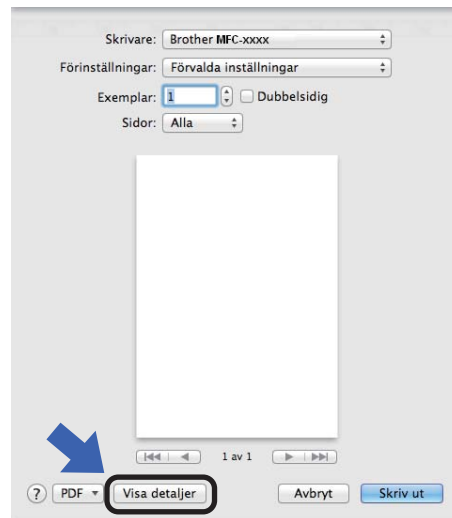 Skrivare: Brother MFC-xxxx
Förinställningar: Förvalda inställningar
Exemplar: 1 Dubbelsidig
Sidor: Alla
1 av 1
? PDF Visa detaljer Avbryt Skriv ut